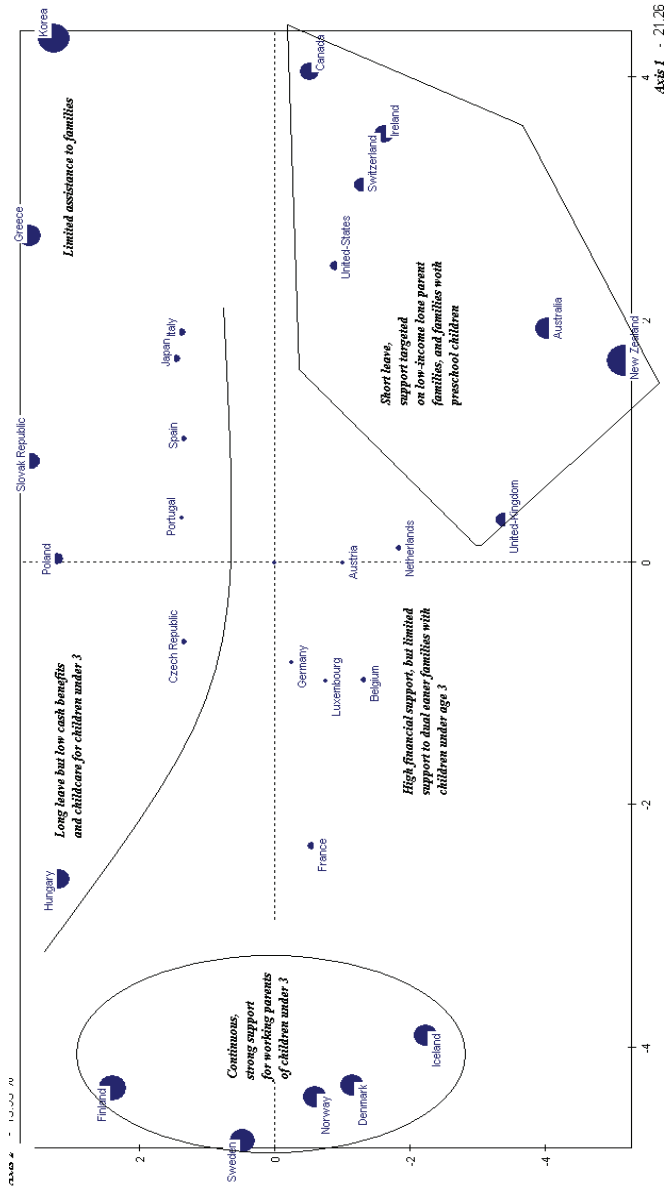 Greece
Slovak Republic
Korea
Poland
Hungary
Long leave but low cash benefits
and childcare for children under 3
Limited assistance to families
Finland
2
Czech Republic
Portugal
Spain
Japan
Italy
Sweden
0
Continuous,
strong support
for working parents
of children under 3
Germany
Canada
Norway
France
Luxembourg
United-States
Austria
Denmark
Belgium
Switzerland
Ireland
Short leave,
support targeted
on low-income lone parent
families, and families woth
preschool children
-2
Netherlands
High financial support, but limited
support to dual eaner families with
children under age 3
Iceland
United-Kingdom
-4
Australia
New Zealand
-4
-2
0
2
4
Axis 1 - 21.26